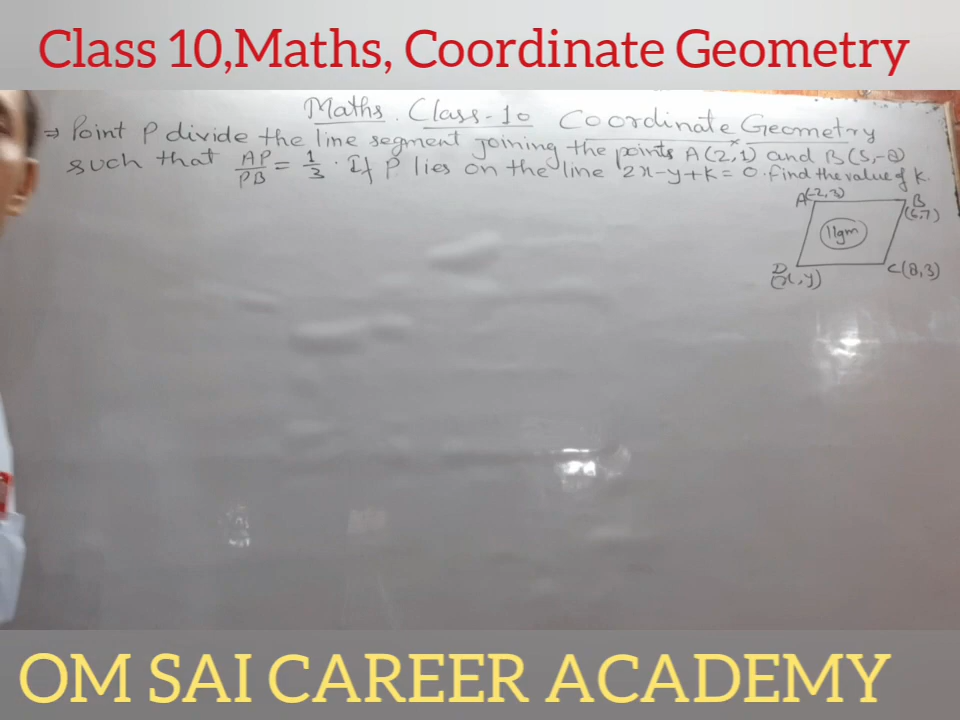 Class 10,Maths, Coordinate Geometry
Maths. Class-10 Coordinate Geometry
⇒ Point P divide the line segment joining the points A(2,1) and B(5,-8)
such that AP/PB = 1/3 . If P lies on the line 2x-y+k= 0. find the value of k.
A(-2,3) B
(6,7)
11gm
D C(8,3)
(x,y)
OM SAI CAREER ACADEMY